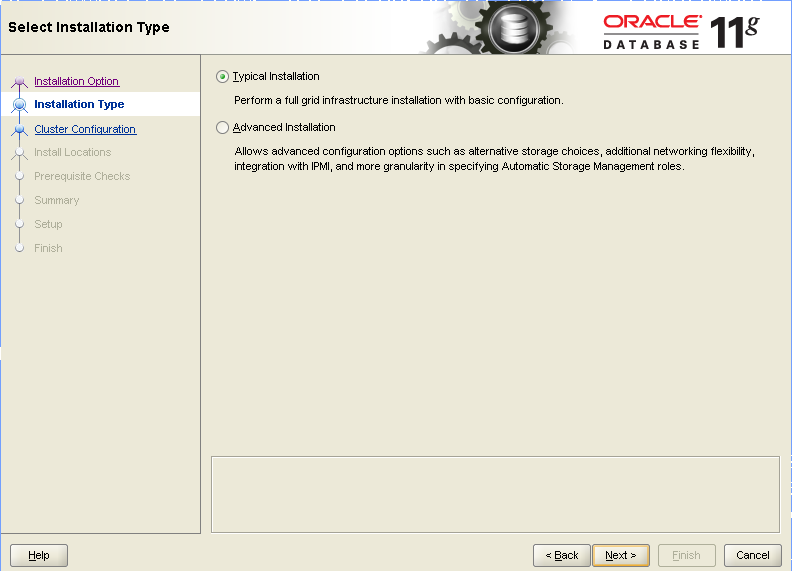 Select Installation Type
ORACLE
DATABASE 11g
Installation Option
Installation Type
Cluster Configuration
Install Locations
Prerequisite Checks
Summary
Setup
Finish
Typical Installation
Perform a full grid infrastructure installation with basic configuration.
Advanced Installation
Allows advanced configuration options such as alternative storage choices, additional networking flexibility,
integration with IPMI, and more granularity in specifying Automatic Storage Management roles.
Help
< Back
Next >
Finish
Cancel